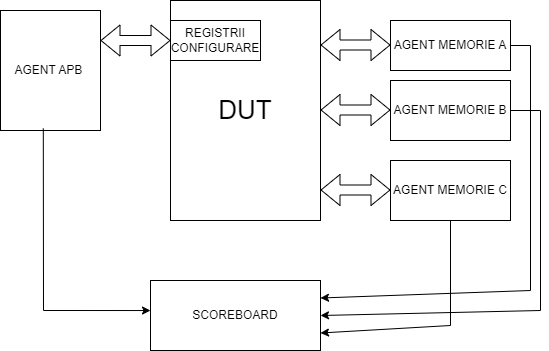 REGISTRII
CONFIGURARE
AGENT APB
DUT
AGENT MEMORIE A
AGENT MEMORIE B
AGENT MEMORIE C
SCOREBOARD